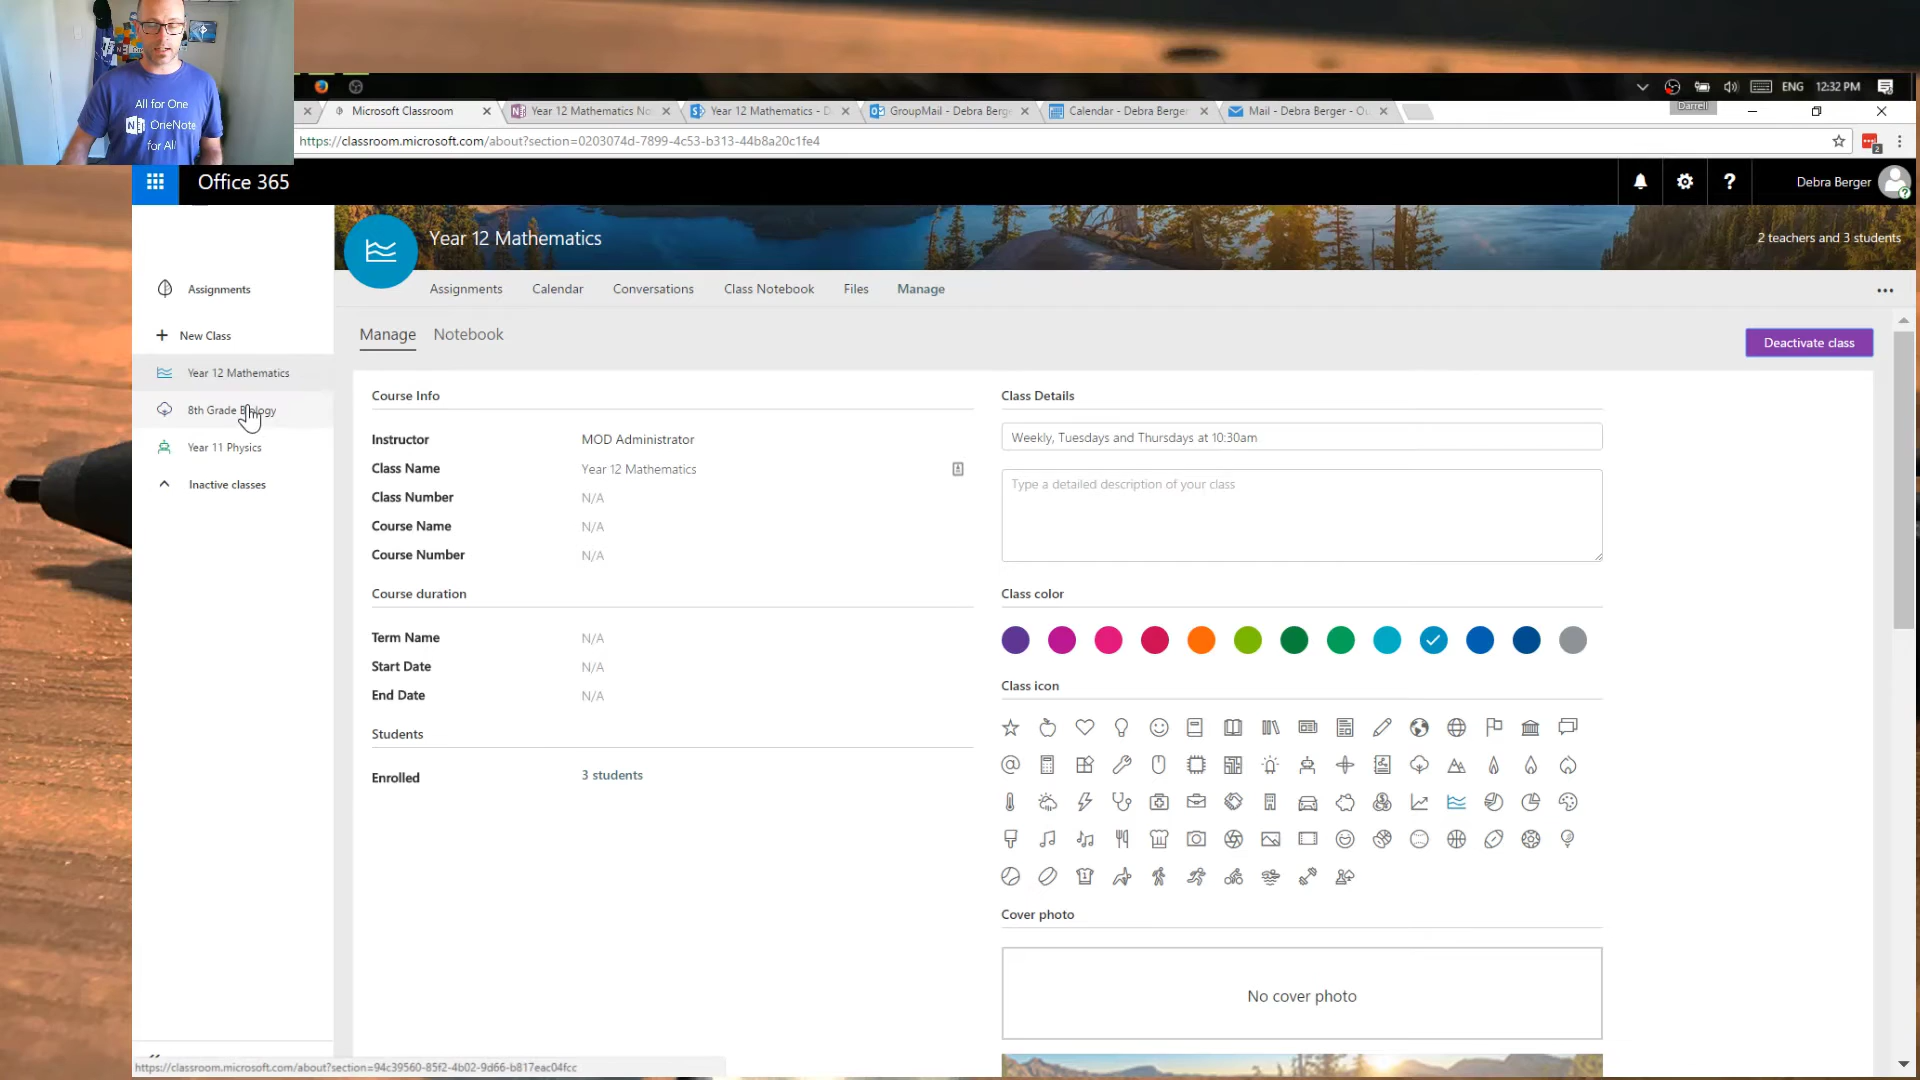 All for One
OneNote
for All
ENG 12:32 PM
Darrell
Microsoft Classroom
Year 12 Mathematics No
Year 12 Mathematics - D
GroupMail - Debra Berge
Calendar - Debra Berger
Mail - Debra Berger - Ou
https://classroom.microsoft.com/about?section=0203074d-7899-4c53-b313-44b8a20c1fe4
2
Office 365
?
Debra Berger
Year 12 Mathematics
2 teachers and 3 students
Assignments
Calendar
Conversations
Class Notebook
Files
Manage
Assignments
New Class
Year 12 Mathematics
8th Grade Biology
Year 11 Physics
Inactive classes
Manage
Notebook
Deactivate class
Course Info
Instructor MOD Administrator
Class Name Year 12 Mathematics
Class Number N/A
Course Name N/A
Course Number N/A
Course duration
Term Name N/A
Start Date N/A
End Date N/A
Students
Enrolled 3 students
Class Details
Weekly, Tuesdays and Thursdays at 10:30am
Type a detailed description of your class
Class color
Class icon
Cover photo
No cover photo
https://classroom.microsoft.com/about?section=94c39560-85f2-4b02-9d66-b817eac04fcc